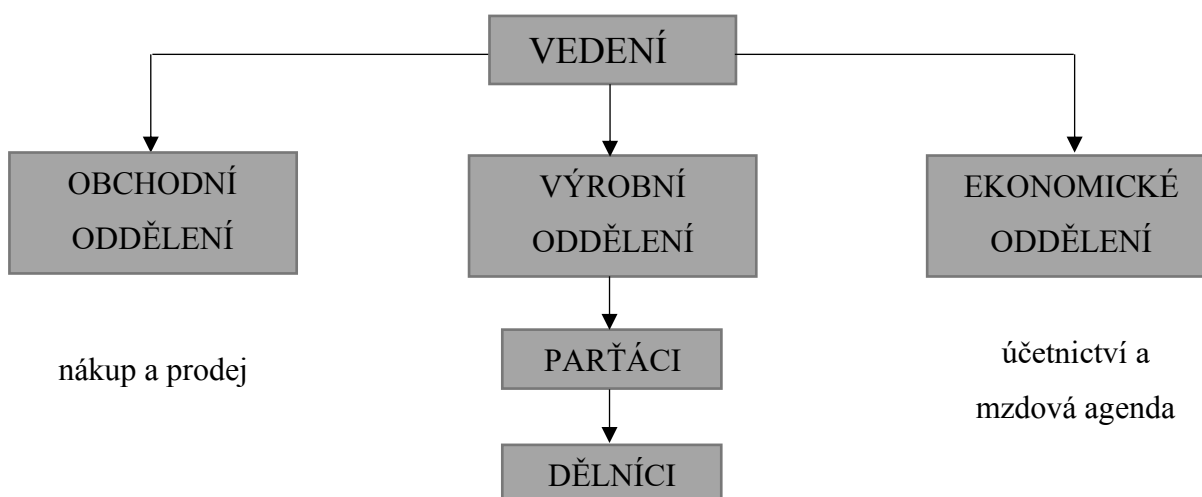 VEDENÍ
OBCHODNÍ
ODDĚLENÍ
VÝROBNÍ
ODDĚLENÍ
EKONOMICKÉ
ODDĚLENÍ
nákup a prodej
PARŤÁCI
účetnictví a
mzdová agenda
DĚLNÍCI